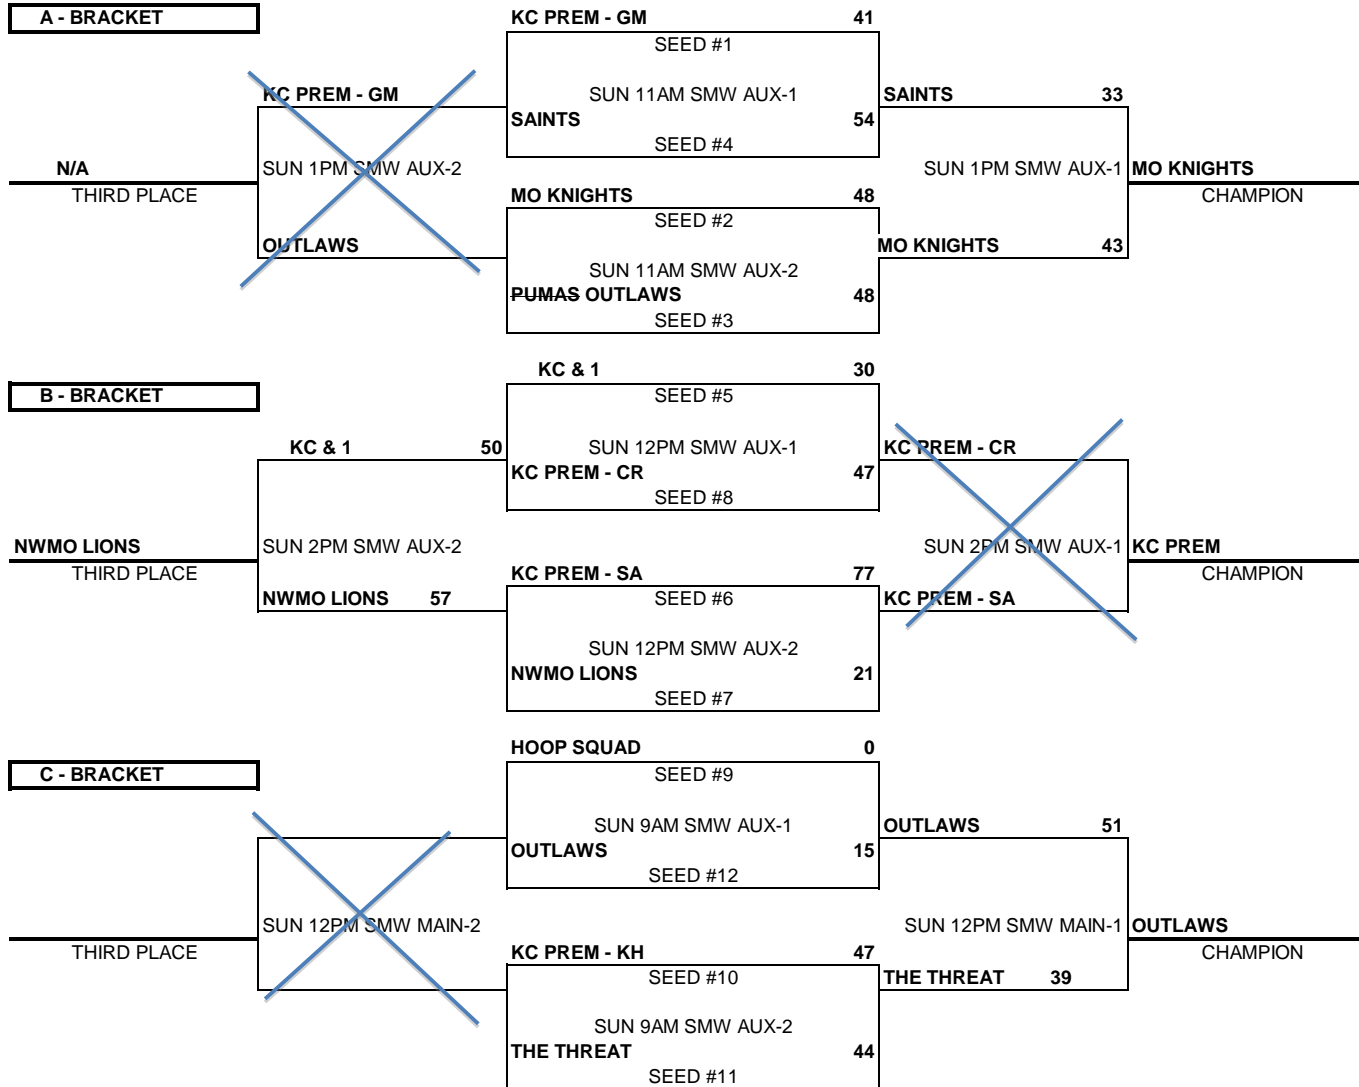 A - BRACKET
KC PREM - GM 41
SEED #1
KC PREM - GM
SUN 11AM SMW AUX-1
SAINTS 33
SAINTS 54
SEED #4
N/A
SUN 1PM SMW AUX-2
SUN 1PM SMW AUX-1
MO KNIGHTS
THIRD PLACE
MO KNIGHTS 48
CHAMPION
SEED #2
OUTLAWS
MO KNIGHTS 43
SUN 11AM SMW AUX-2
PUMAS OUTLAWS 48
SEED #3
KC & 1 30
B - BRACKET
SEED #5
KC & 1 50
SUN 12PM SMW AUX-1
KC PREM - CR
KC PREM - CR 47
SEED #8
NWMO LIONS
SUN 2PM SMW AUX-2
SUN 2PM SMW AUX-1
KC PREM
THIRD PLACE
KC PREM - SA 77
CHAMPION
NWMO LIONS 57
SEED #6
KC PREM - SA
SUN 12PM SMW AUX-2
NWMO LIONS 21
SEED #7
HOOP SQUAD 0
C - BRACKET
SEED #9
SUN 9AM SMW AUX-1
OUTLAWS 51
OUTLAWS 15
SEED #12
SUN 12PM SMW MAIN-2
SUN 12PM SMW MAIN-1
OUTLAWS
THIRD PLACE
KC PREM - KH 47
CHAMPION
SEED #10
THE THREAT 39
SUN 9AM SMW AUX-2
THE THREAT 44
SEED #11